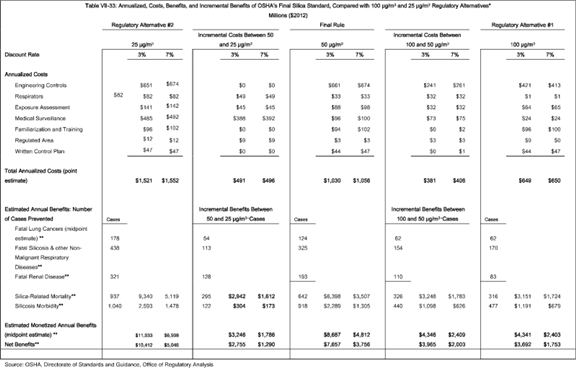 Table VII-33: Annualized, Costs, Benefits, and Incremental Benefits of OSHA's Final Silica Standard, Compared with 100 µg/m³ and 25 µg/m³ Regulatory Alternatives*
Millions ($2012)
Regulatory Alternative #2 Incremental Costs Between 50 and 25 µg/m³ Final Rule Incremental Costs Between 100 and 50 µg/m³ Regulatory Alternative #1
25 µg/m³ 50 µg/m³ 100 µg/m³
Discount Rate 3% 7% 3% 7% 3% 7% 3% 7% 3% 7%
Annualized Costs
Engineering Controls $651 $674 $0 $0 $661 $674 $241 $261 $421 $413
Respirators $82 $82 $82 $49 $49 $33 $33 $32 $32 $1 $1
Exposure Assessment $141 $142 $45 $45 $96 $98 $32 $32 $64 $65
Medical Surveillance $485 $492 $388 $392 $96 $100 $73 $75 $24 $24
Familiarization and Training $96 $102 $0 $0 $94 $102 $0 $2 $96 $100
Regulated Area $12 $12 $9 $9 $3 $3 $3 $3 $0 $0
Written Control Plan $47 $47 $0 $0 $44 $47 $0 $1 $44 $47
Total Annualized Costs (point estimate) $1,521 $1,552 $491 $496 $1,030 $1,056 $381 $406 $649 $650
Estimated Annual Benefits: Number of Cases Prevented Cases Incremental Benefits Between 50 and 25 µg/m³ Cases Cases Incremental Benefits Between 100 and 50 µg/m³ Cases Cases
Fatal Lung Cancers (midpoint estimate) ** 178 54 124 62 62
Fatal Silicosis & other Non-Malignant Respiratory Diseases** 438 113 325 154 170
Fatal Renal Disease** 321 128 193 110 83
Silica-Related Mortality** 937 9,340 5,119 295 $2,942 $1,612 642 $6,398 $3,507 326 $3,248 $1,783 316 $3,151 $1,724
Silicosis Morbidity** 1,040 2,593 1,478 122 $304 $173 918 $2,289 $1,305 440 $1,098 $626 477 $1,191 $679
Estimated Monetized Annual Benefits (midpoint estimate) ** $11,933 $6,598 $3,246 $1,786 $8,687 $4,812 $4,346 $2,409 $4,341 $2,403
Net Benefits** $10,412 $5,046 $2,755 $1,290 $7,657 $3,756 $3,965 $2,003 $3,692 $1,753
Source: OSHA, Directorate of Standards and Guidance, Office of Regulatory Analysis